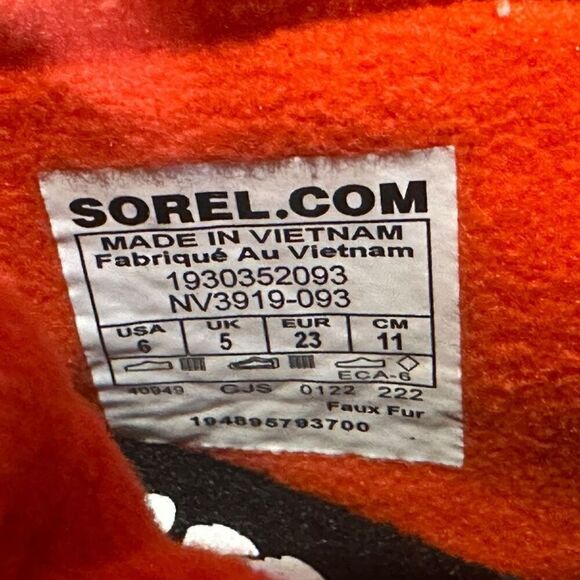 SOREL.COM
MADE IN VIETNAM
Fabriqué Au Vietnam
1930352093
NV3919-093
USA UK EUR CM
6 5 23 11
ECA-6
40949 CJS 0122 222
Faux Fur
194895793700